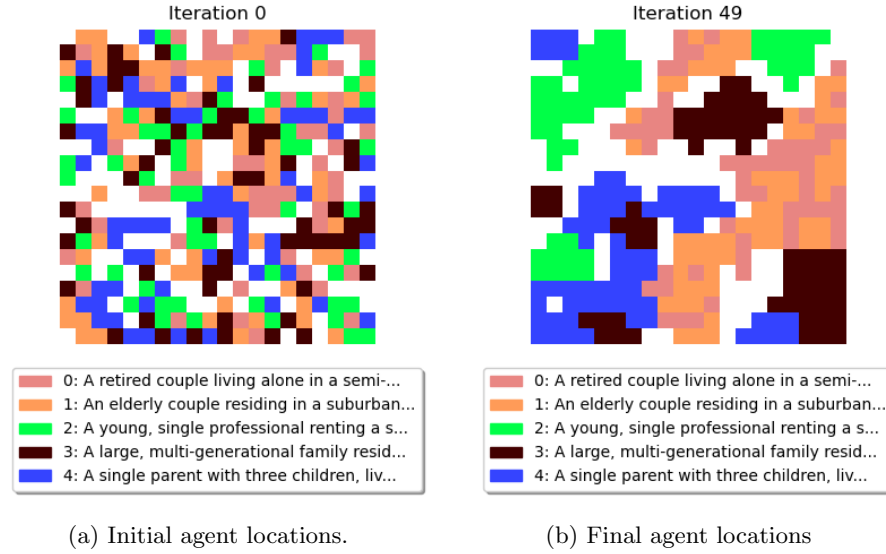 Iteration 0
0: A retired couple living alone in a semi-...
1: An elderly couple residing in a suburban...
2: A young, single professional renting a s...
3: A large, multi-generational family resid...
4: A single parent with three children, liv...
(a) Initial agent locations.
Iteration 49
0: A retired couple living alone in a semi-...
1: An elderly couple residing in a suburban...
2: A young, single professional renting a s...
3: A large, multi-generational family resid...
4: A single parent with three children, liv...
(b) Final agent locations